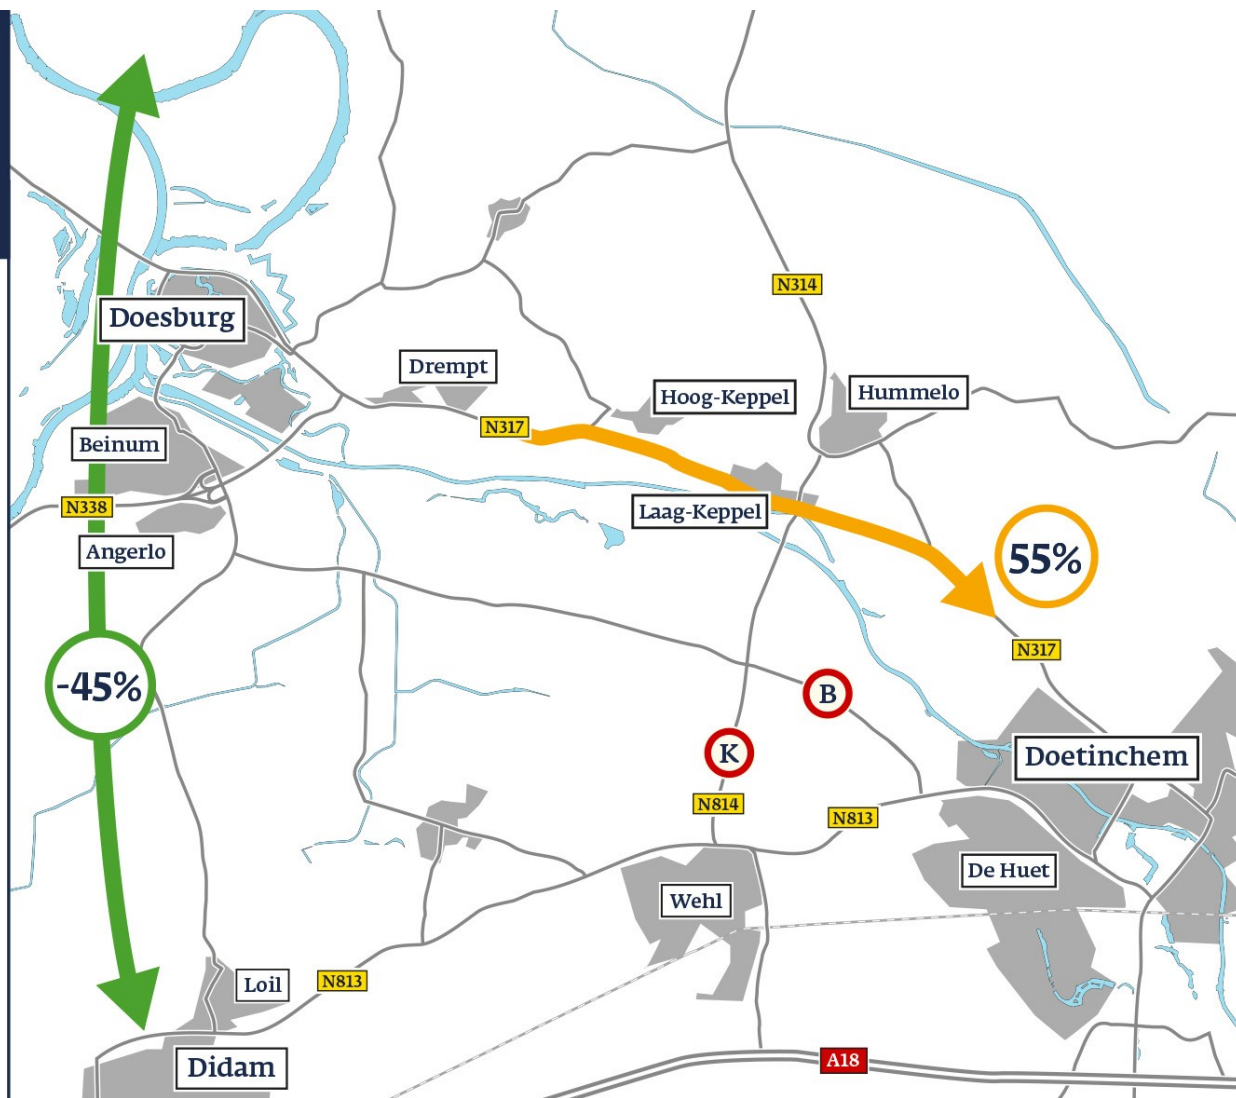 N314
Doesburg
Drempt
Hoog-Keppel
Hummelo
N317
Beinum
N338
Laag-Keppel
Angerlo
55%
N317
-45%
B
K
Doetinchem
N814
N813
De Huet
Wehl
Loil
N813
Didam
A18